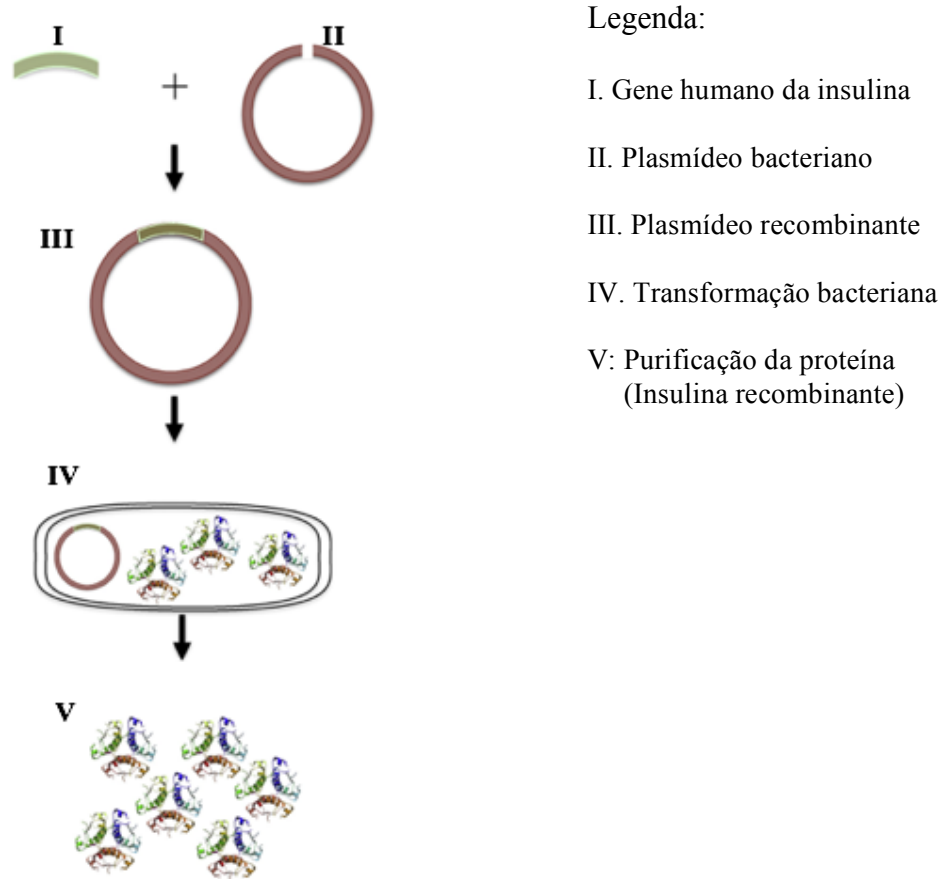 I
II
+
III
IV
V
Legenda:
I. Gene humano da insulina
II. Plasmídeo bacteriano
III. Plasmídeo recombinante
IV. Transformação bacteriana
V: Purificação da proteína
(Insulina recombinante)